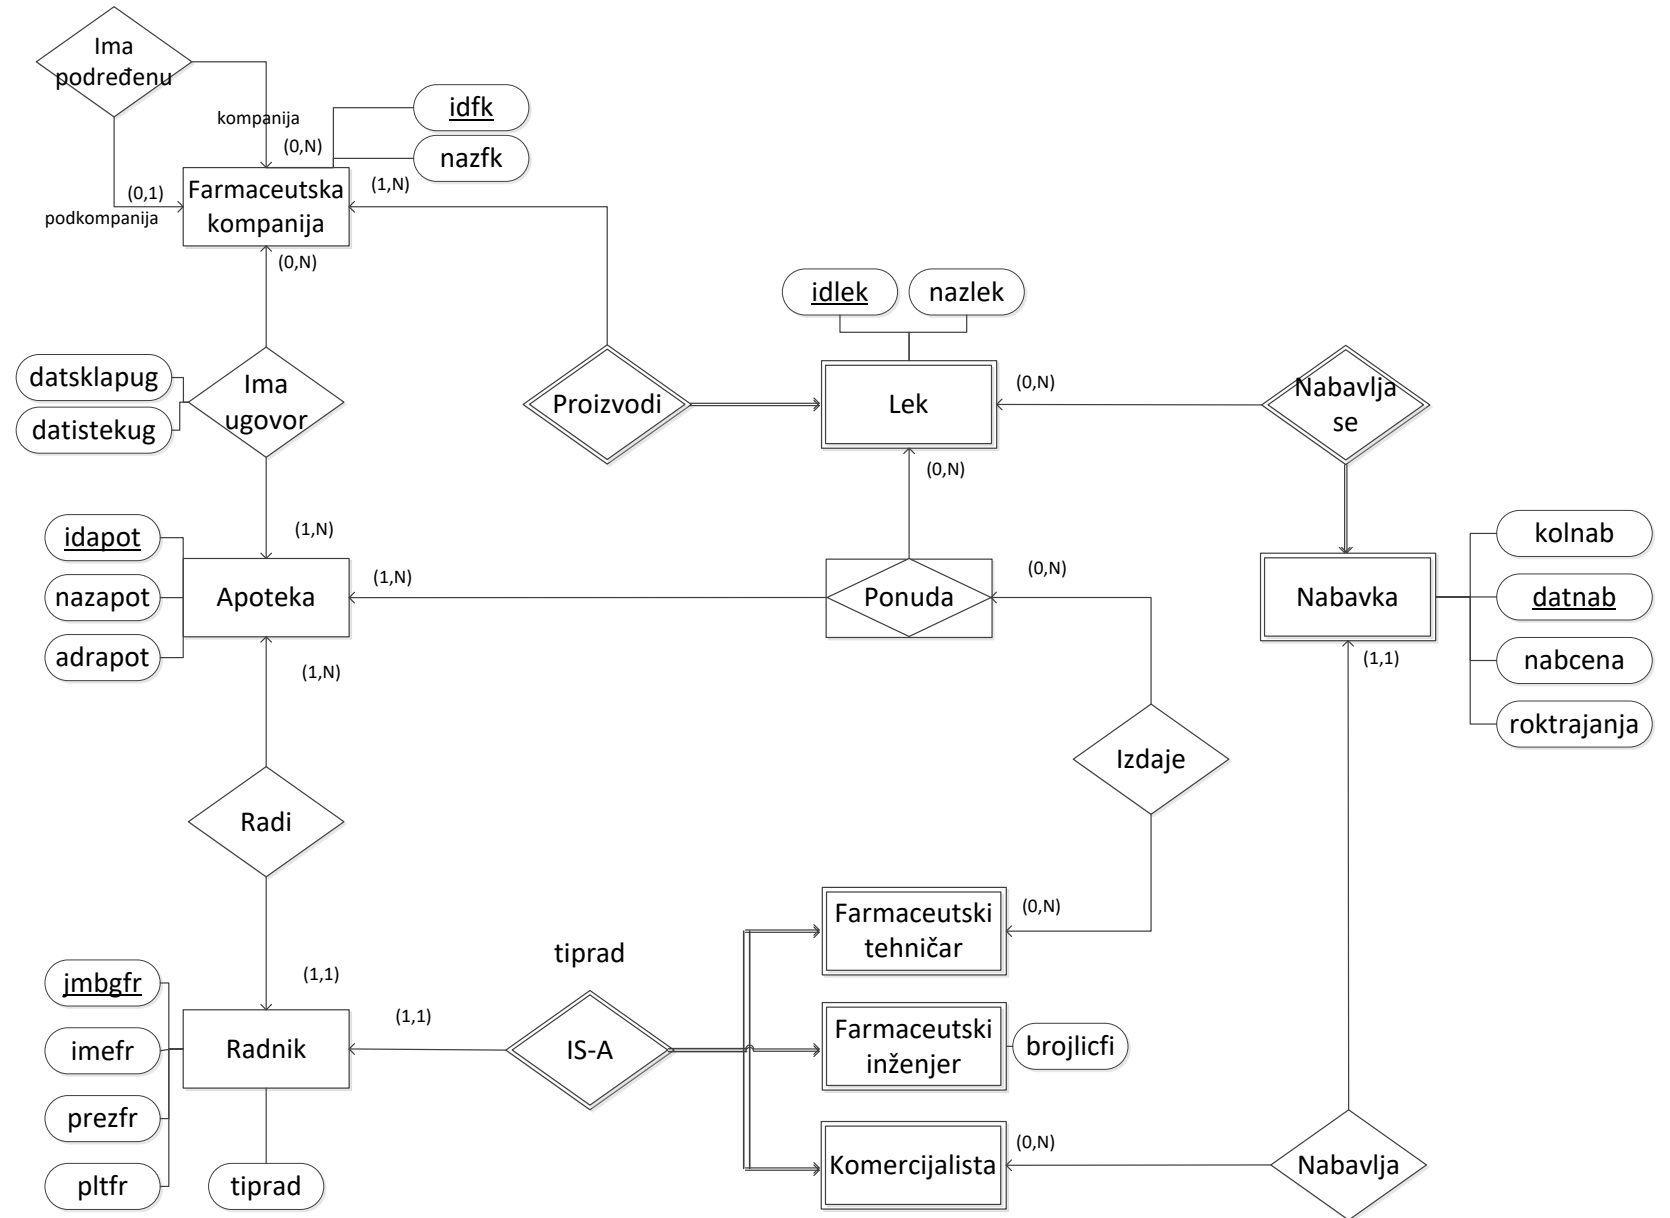 Ima
podređenu
kompanija
(0,N)
idfk
nazfk
(0,1)
podkompanija
Farmaceutska
kompanija
(1,N)
(0,N)
idlek
nazlek
datsklapug
datistekug
Ima
ugovor
Proizvodi
Lek
(0,N)
Nabavlja
se
(0,N)
(1,N)
idapot
nazapot
adrapot
Apoteka
(1,N)
Ponuda
(0,N)
Nabavka
kolnab
datnab
nabcena
roktrajanja
(1,1)
(1,N)
Izdaje
Radi
Farmaceutski
tehničar
(0,N)
tiprad
(1,1)
jmbgfr
imefr
prezfr
pltfr
Radnik
(1,1)
IS-A
Farmaceutski
inženjer
brojlicfi
tiprad
Komercijalista
(0,N)
Nabavlja